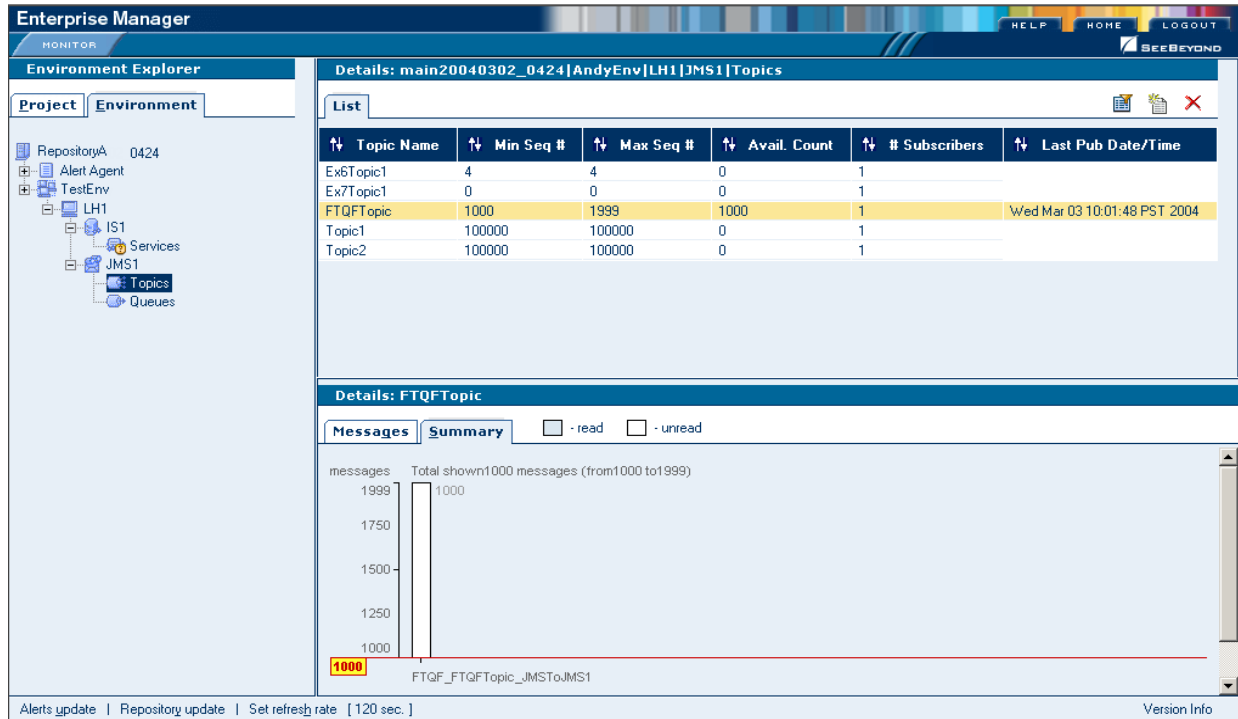 Enterprise Manager
HELP HOME LOGOUT
MONITOR
SEEBEYOND
Environment Explorer
Project Environment
RepositoryA 0424
Alert Agent
TestEnv
LH1
IS1
Services
JMS1
Topics
Queues
Details: main20040302_0424|AndyEnv|LH1|JMS1|Topics
List
Topic Name Min Seq # Max Seq # Avail. Count # Subscribers Last Pub Date/Time
Ex6Topic1 4 4 0 1
Ex7Topic1 0 0 0 1
FTQFTopic 1000 1999 1000 1 Wed Mar 03 10:01:48 PST 2004
Topic1 100000 100000 0 1
Topic2 100000 100000 0 1
Details: FTQFTopic
Messages Summary - read - unread
messages Total shown1000 messages (from1000 to1999)
1999 1000
1750
1500
1250
1000
1000
FTQF_FTQFTopic_JMSToJMS1
Alerts update | Repository update | Set refresh rate [ 120 sec. ] Version Info